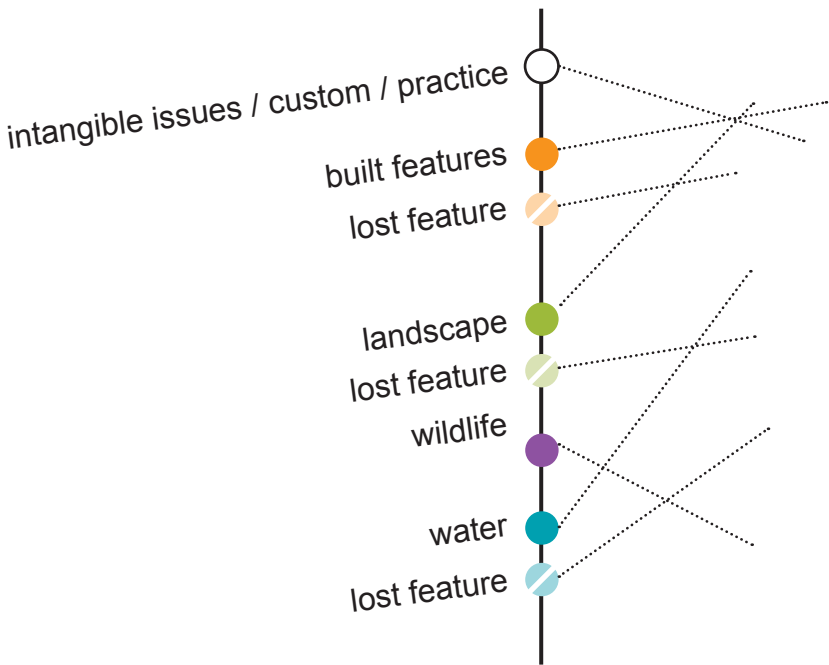 intangible issues / custom / practice
built features
lost feature
landscape
lost feature
wildlife
water
lost feature